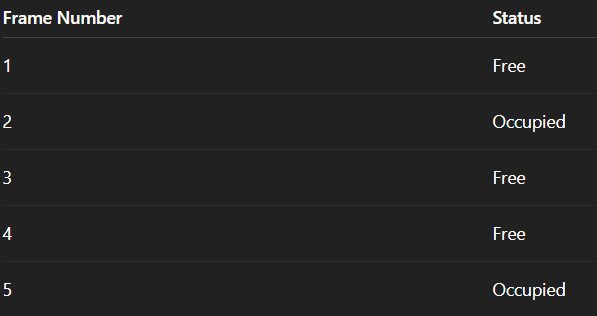 Frame Number Status
1 Free
2 Occupied
3 Free
4 Free
5 Occupied